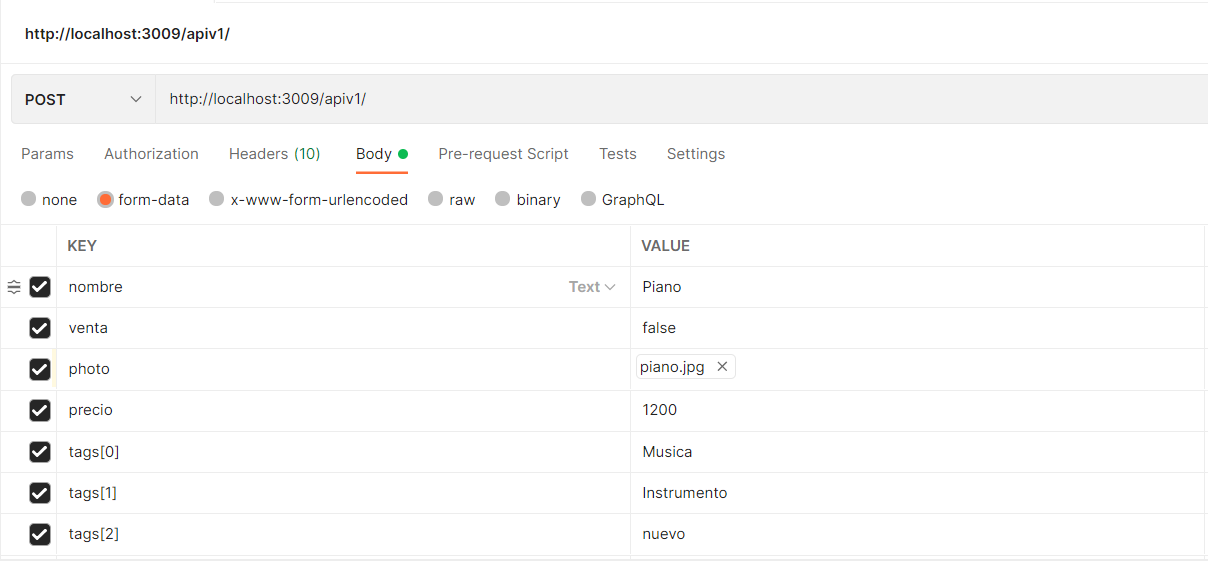 http://localhost:3009/apiv1/
POST http://localhost:3009/apiv1/
Params Authorization Headers (10) Body Pre-request Script Tests Settings
none form-data x-www-form-urlencoded raw binary GraphQL
KEY VALUE
nombre Text Piano
venta false
photo piano.jpg
precio 1200
tags[0] Musica
tags[1] Instrumento
tags[2] nuevo